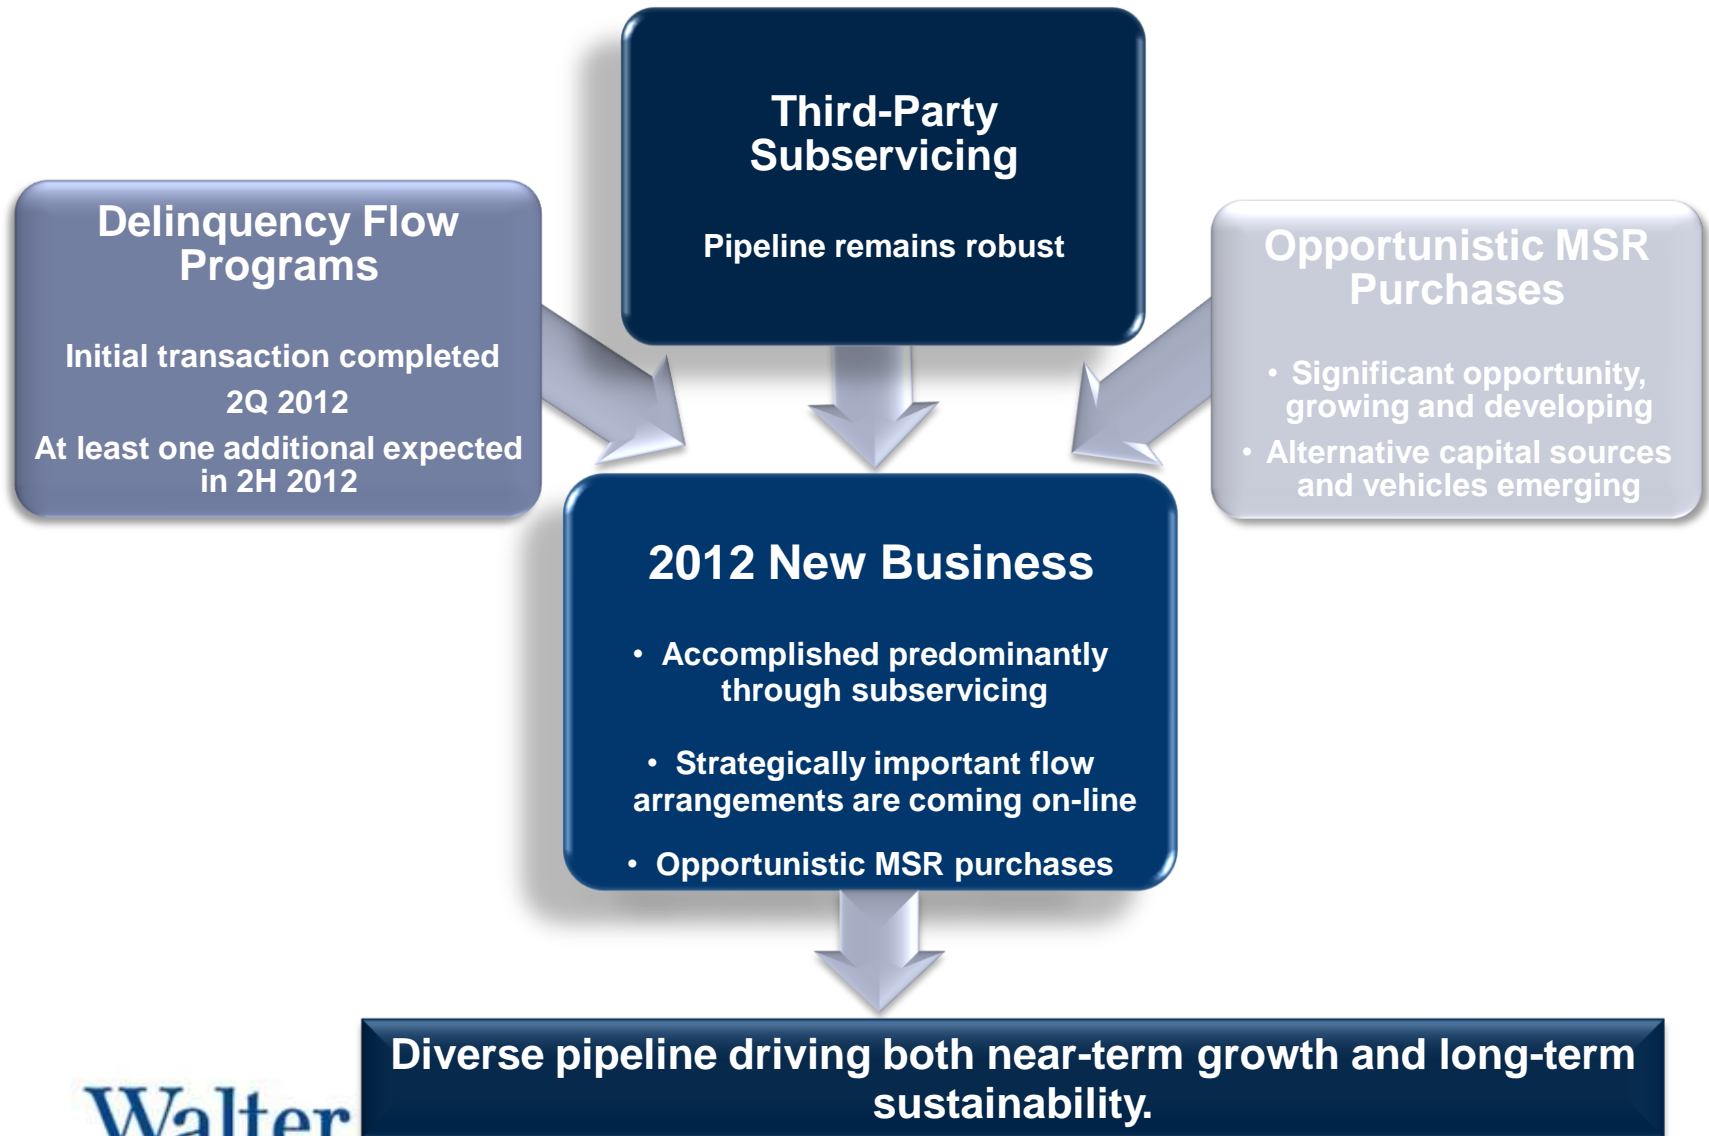 Third-Party
Subservicing
Pipeline remains robust
Delinquency Flow
Programs
Initial transaction completed
2Q 2012
At least one additional expected
in 2H 2012
Opportunistic MSR
Purchases
• Significant opportunity,
growing and developing
• Alternative capital sources
and vehicles emerging
2012 New Business
• Accomplished predominantly
through subservicing
• Strategically important flow
arrangements are coming on-line
• Opportunistic MSR purchases
Diverse pipeline driving both near-term growth and long-term
sustainability.
Walter